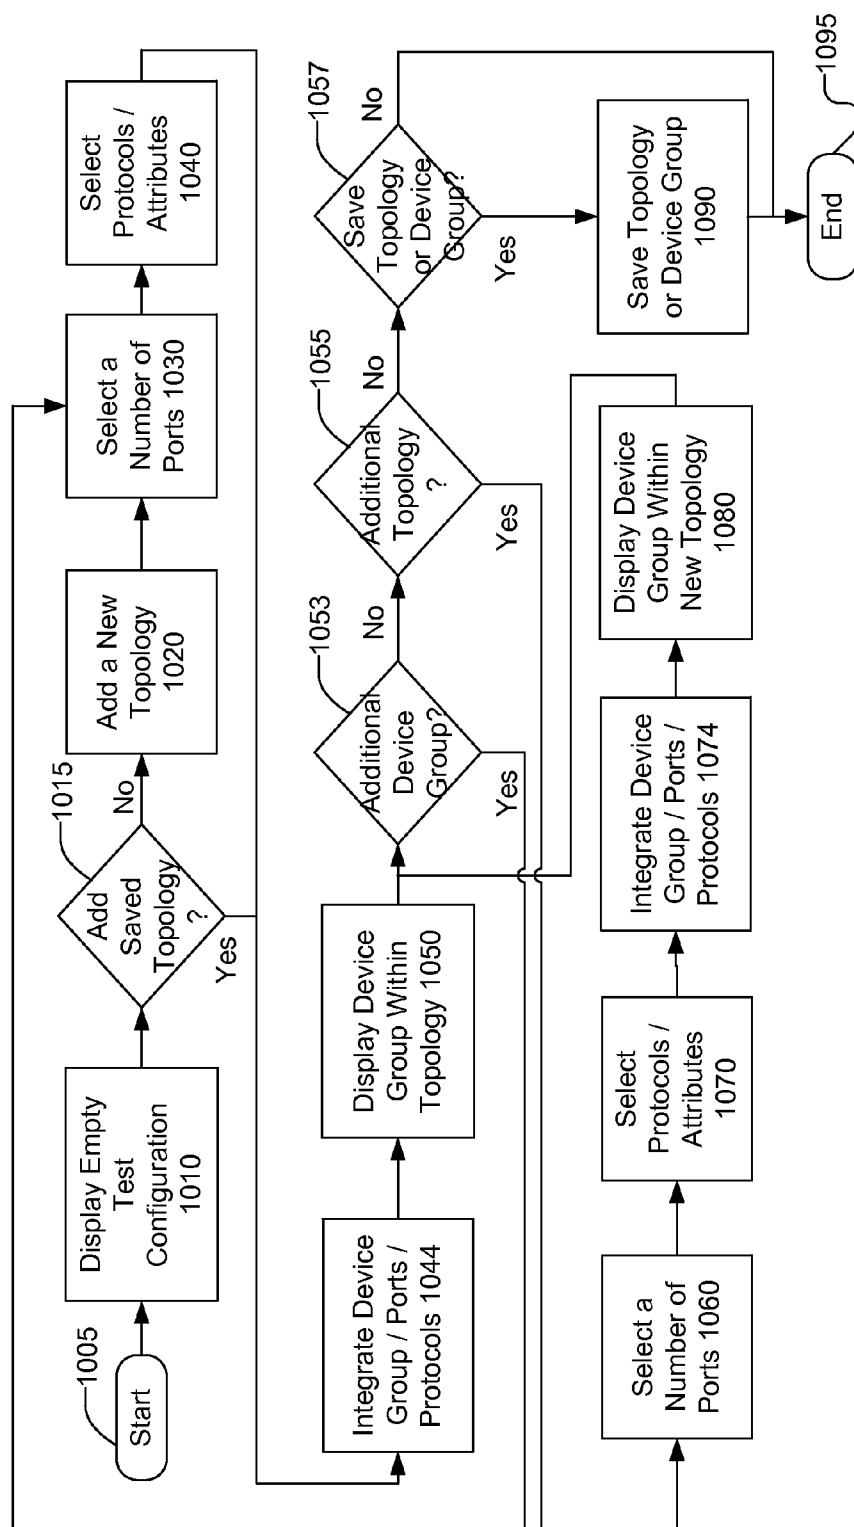 1005
Start
Display Empty
Test
Configuration
1010
1015
Add
Saved
Topology
?
No
Yes
Add a New
Topology
1020
Select a
Number of
Ports 1030
Select
Protocols /
Attributes
1040
Integrate Device
Group / Ports /
Protocols 1044
Display Device
Group Within
Topology 1050
1053
Additional
Device
Group?
No
Yes
1055
Additional
Topology
?
No
Yes
1057
Save
Topology
or Device
Group?
No
Yes
Select a
Number of
Ports 1060
Select
Protocols /
Attributes
1070
Integrate Device
Group / Ports /
Protocols 1074
Display Device
Group Within
New Topology
1080
Save Topology
or Device Group
1090
End
1095